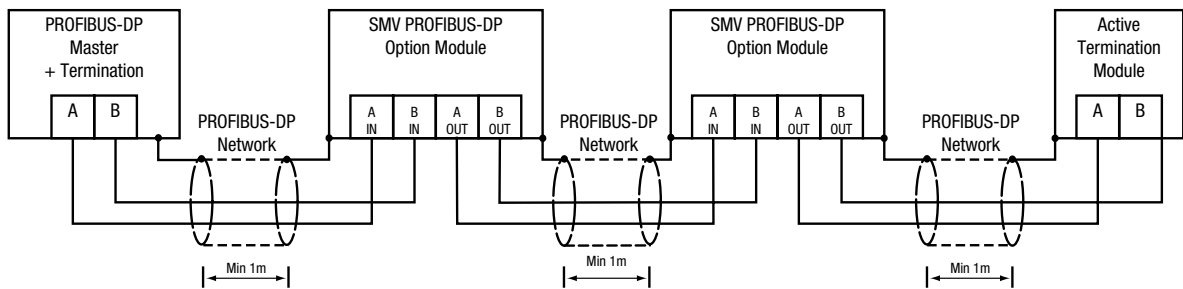 PROFIBUS-DP
Master
+ Termination
A B
PROFIBUS-DP
Network
Min 1m
SMV PROFIBUS-DP
Option Module
A IN
B IN
A OUT
B OUT
PROFIBUS-DP
Network
Min 1m
SMV PROFIBUS-DP
Option Module
A IN
B IN
A OUT
B OUT
PROFIBUS-DP
Network
Min 1m
Active
Termination
Module
A B